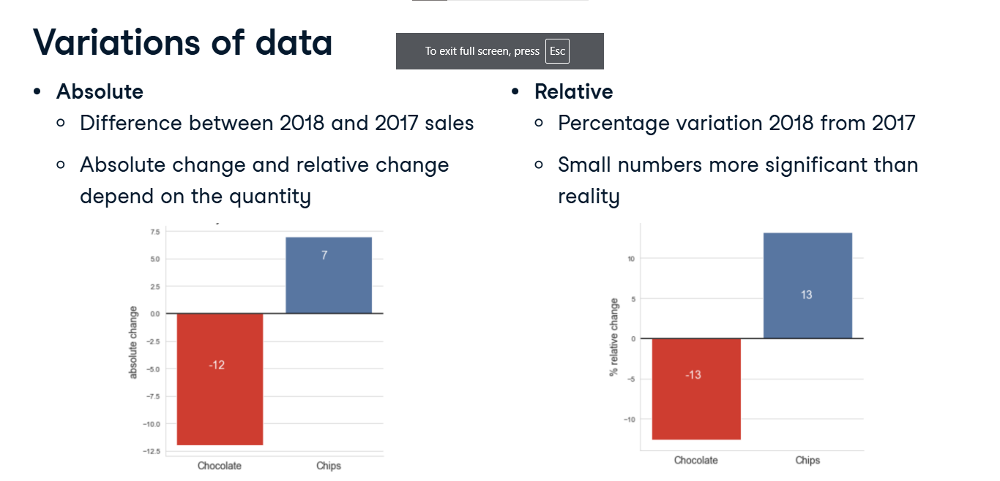 Variations of data
To exit full screen, press Esc
Absolute
Difference between 2018 and 2017 sales
Absolute change and relative change
depend on the quantity
7.5
5.0
2.5
0.0
−2.5
−5.0
−7.5
−10.0
−12.5
absolute change
7
-12
Chocolate
Chips
Relative
Percentage variation 2018 from 2017
Small numbers more significant than
reality
10
5
0
−5
−10
% relative change
13
-13
Chocolate
Chips